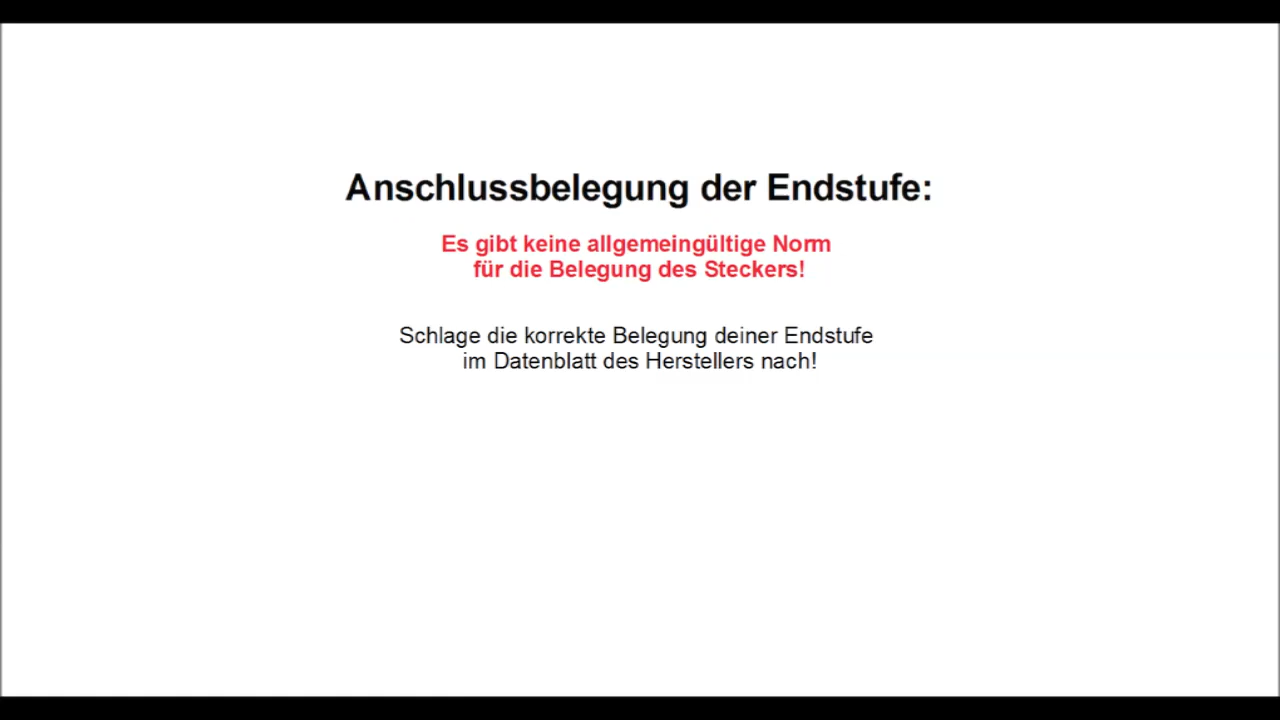 Anschlussbelegung der Endstufe:
Es gibt keine allgemeingültige Norm
für die Belegung des Steckers!
Schlage die korrekte Belegung deiner Endstufe
im Datenblatt des Herstellers nach!